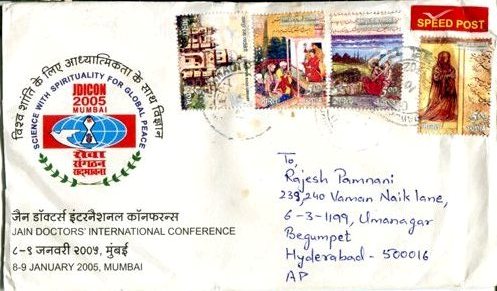 SPEED POST
विश्व शांति के लिए आध्यात्मिकता के साथ विज्ञान
SCIENCE WITH SPIRITUALITY FOR GLOBAL PEACE
JDICON
2005
MUMBAI
सेवा
संगठन
सद्भावना
जैन डॉक्टर्स इंटरनैशनल कॉनफरन्स
JAIN DOCTORS' INTERNATIONAL CONFERENCE
८-९ जनवरी २००५, मुंबई
8-9 JANUARY 2005, MUMBAI
To,
Rajesh Pamnani
239,240 Vaman Naik lane,
6-3-1199, Umanagar
Begumpet
Hyderabad - 500016
AP